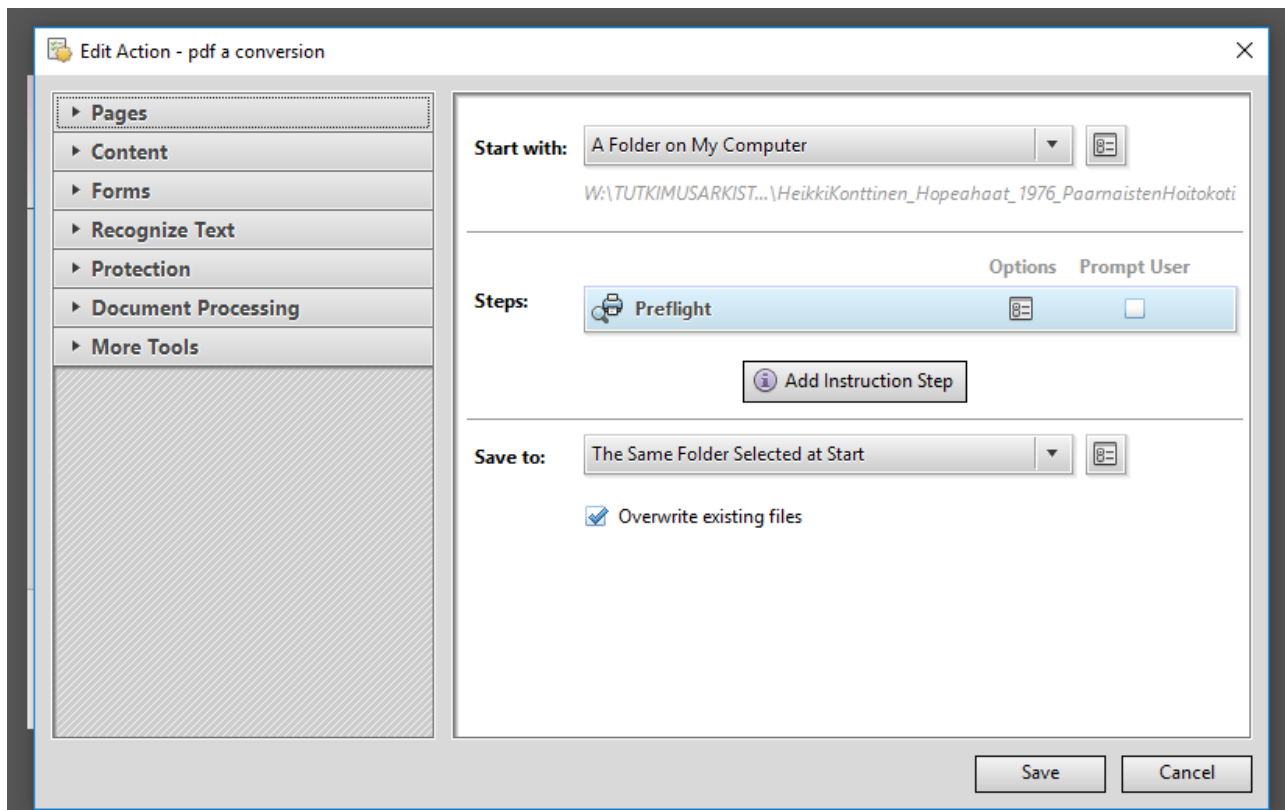 Edit Action - pdf a conversion
Pages
Content
Forms
Recognize Text
Protection
Document Processing
More Tools
Start with: A Folder on My Computer
W:\TUTKIMUSARKIST...\HeikkiKonttinen_Hopeahaat_1976_PaarnaistenHoitokoti
Options Prompt User
Steps: Preflight
Add Instruction Step
Save to: The Same Folder Selected at Start
Overwrite existing files
Save Cancel